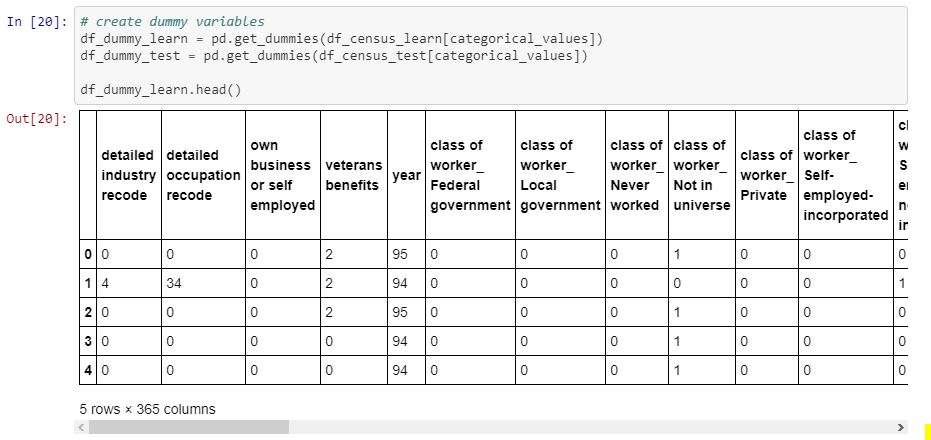 In [20]:
# create dummy variables
df_dummy_learn = pd.get_dummies(df_census_learn[categorical_values])
df_dummy_test = pd.get_dummies(df_census_test[categorical_values])
df_dummy_learn.head()
Out[20]:
detailed industry recode | detailed occupation recode | own business or self employed | veterans benefits | year | class of worker_ Federal government | class of worker_ Local government | class of worker_ Never worked | class of worker_ Not in universe | class of worker_ Private | class of worker_ Self-employed-incorporated
0 | 0 | 0 | 0 | 2 | 95 | 0 | 0 | 0 | 1 | 0 | 0 | 0
1 | 4 | 34 | 0 | 2 | 94 | 0 | 0 | 0 | 0 | 0 | 0 | 1
2 | 0 | 0 | 0 | 2 | 95 | 0 | 0 | 0 | 1 | 0 | 0 | 0
3 | 0 | 0 | 0 | 0 | 94 | 0 | 0 | 0 | 1 | 0 | 0 | 0
4 | 0 | 0 | 0 | 0 | 94 | 0 | 0 | 0 | 1 | 0 | 0 | 0
5 rows × 365 columns